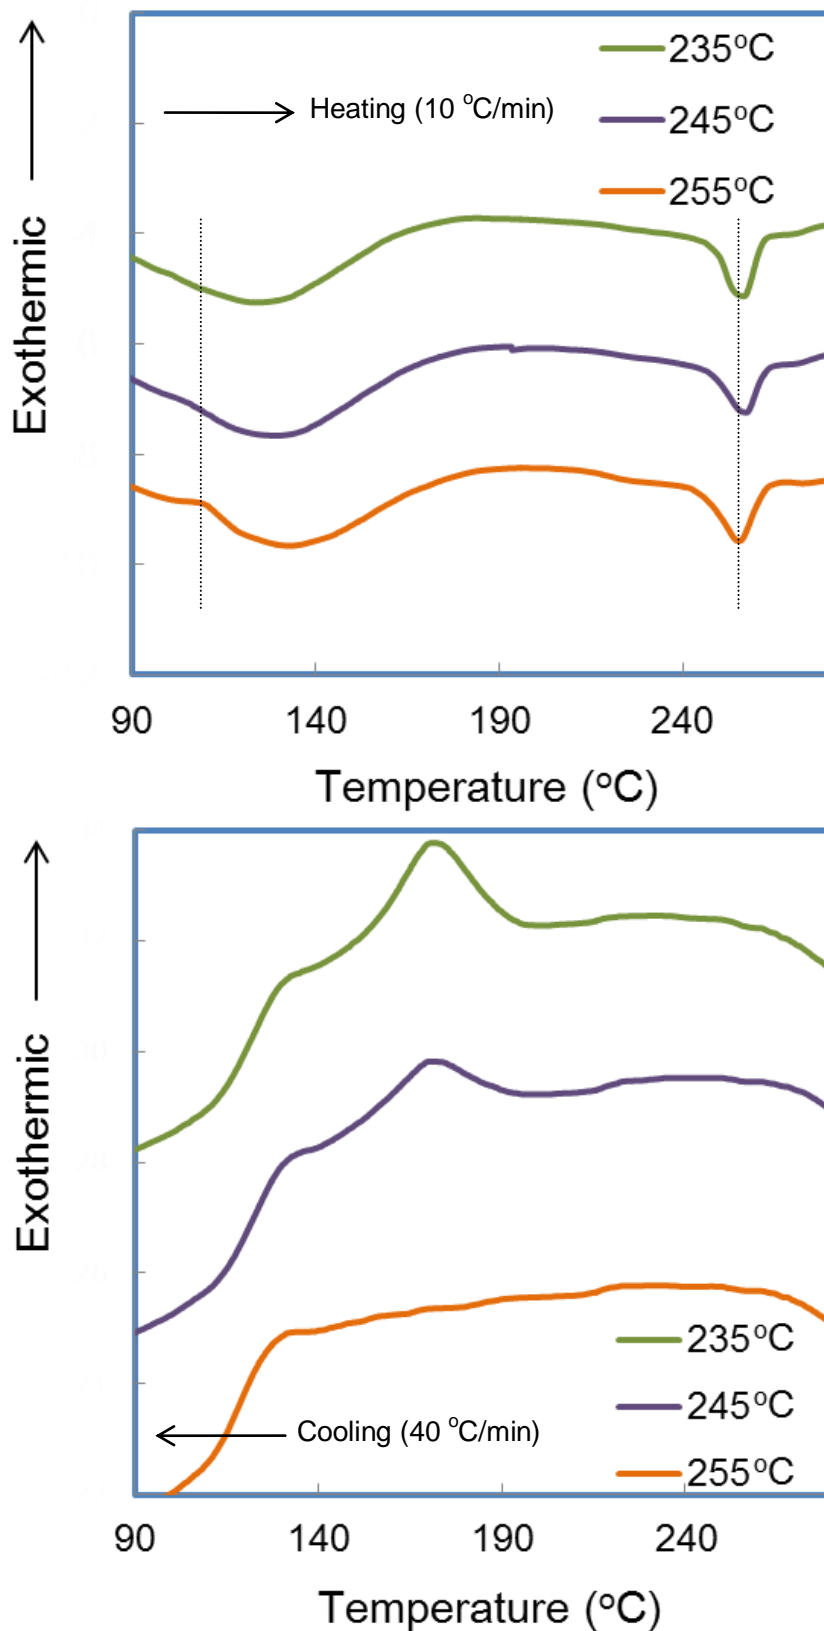 Exothermic
235°C
Heating (10 °C/min)
245°C
255°C
90 140 190 240
Temperature (°C)
Exothermic
235°C
245°C
Cooling (40 °C/min)
255°C
90 140 190 240
Temperature (°C)